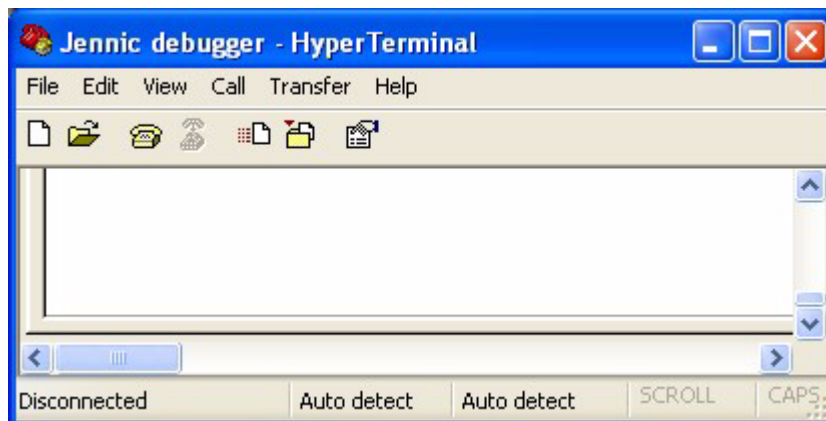 Jennic debugger - HyperTerminal
File Edit View Call Transfer Help
Disconnected Auto detect Auto detect SCROLL CAPS